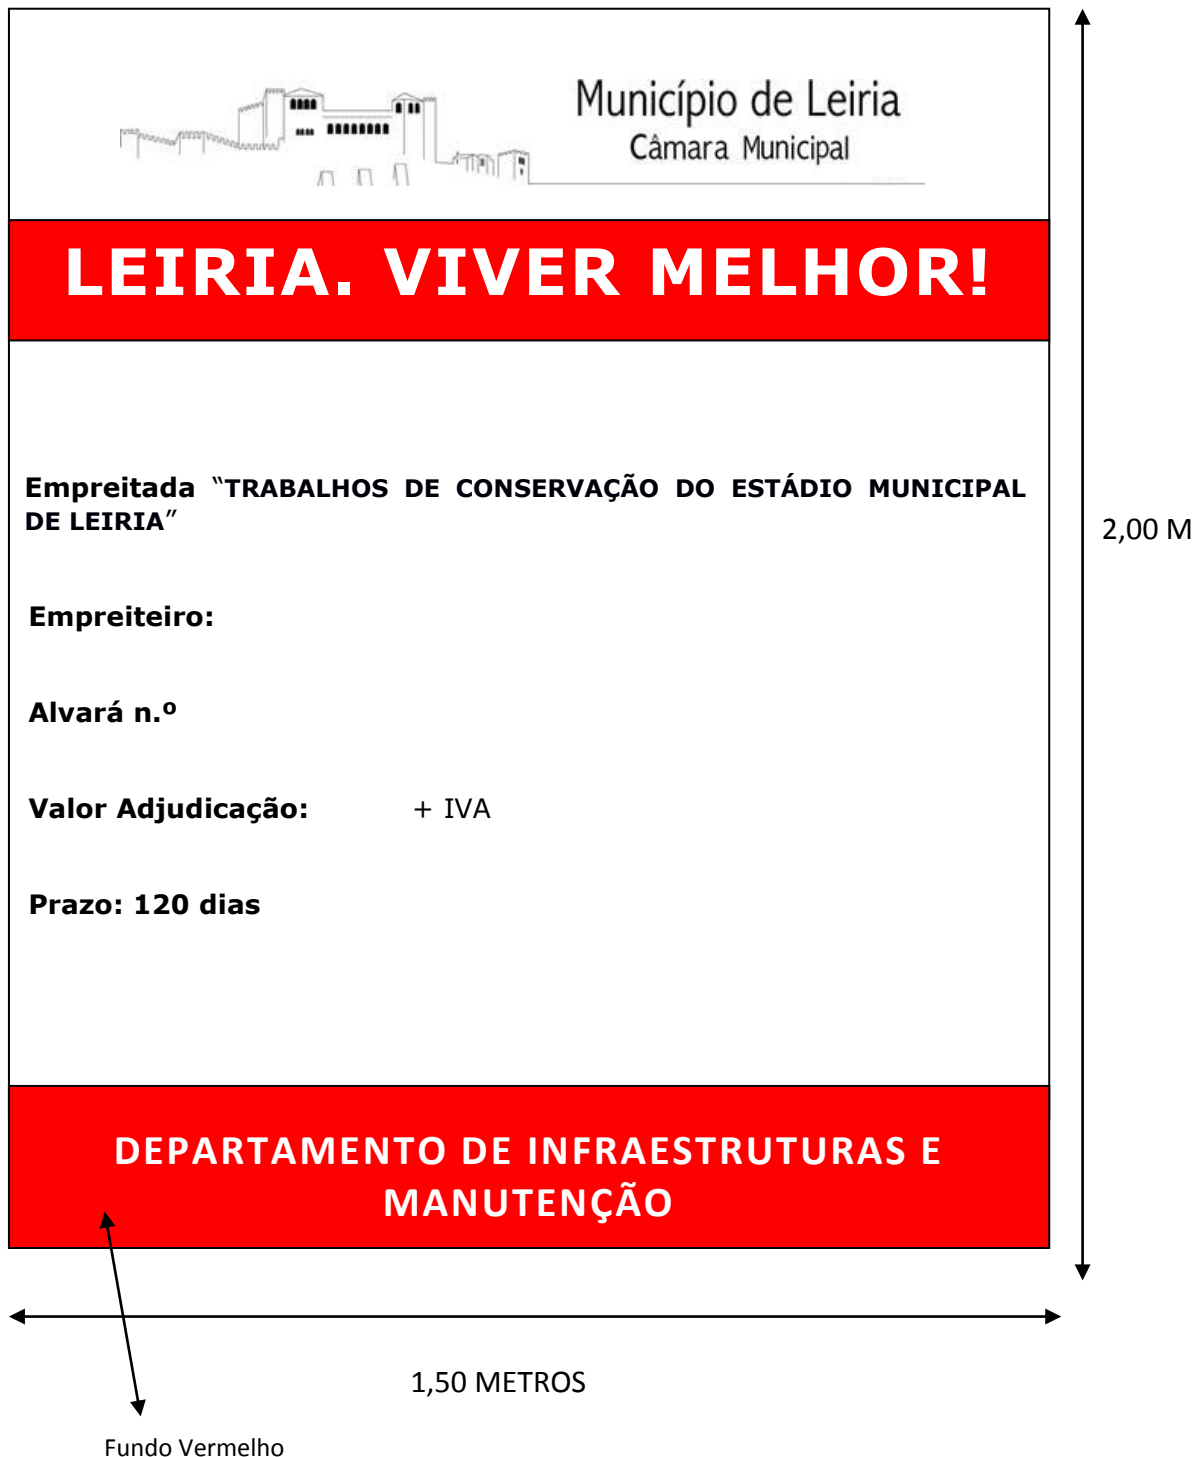 Município de Leiria
Câmara Municipal
LEIRIA. VIVER MELHOR!
Empreitada “TRABALHOS DE CONSERVAÇÃO DO ESTÁDIO MUNICIPAL
DE LEIRIA”
2,00 M
Empreiteiro:
Alvará n.º
Valor Adjudicação: + IVA
Prazo: 120 dias
DEPARTAMENTO DE INFRAESTRUTURAS E
MANUTENÇÃO
1,50 METROS
Fundo Vermelho